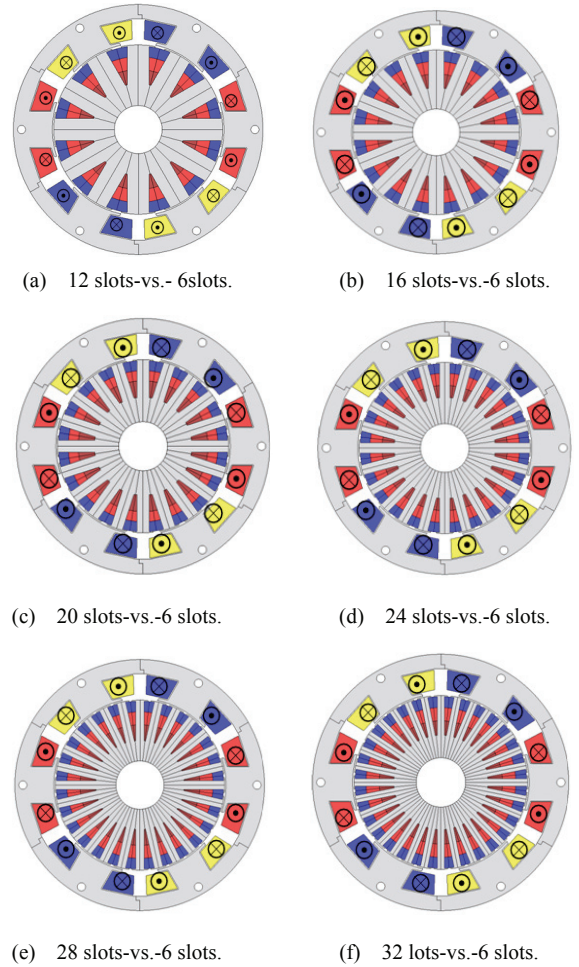 (a) 12 slots-vs.- 6slots.
(b) 16 slots-vs.-6 slots.
(c) 20 slots-vs.-6 slots.
(d) 24 slots-vs.-6 slots.
(e) 28 slots-vs.-6 slots.
(f) 32 lots-vs.-6 slots.